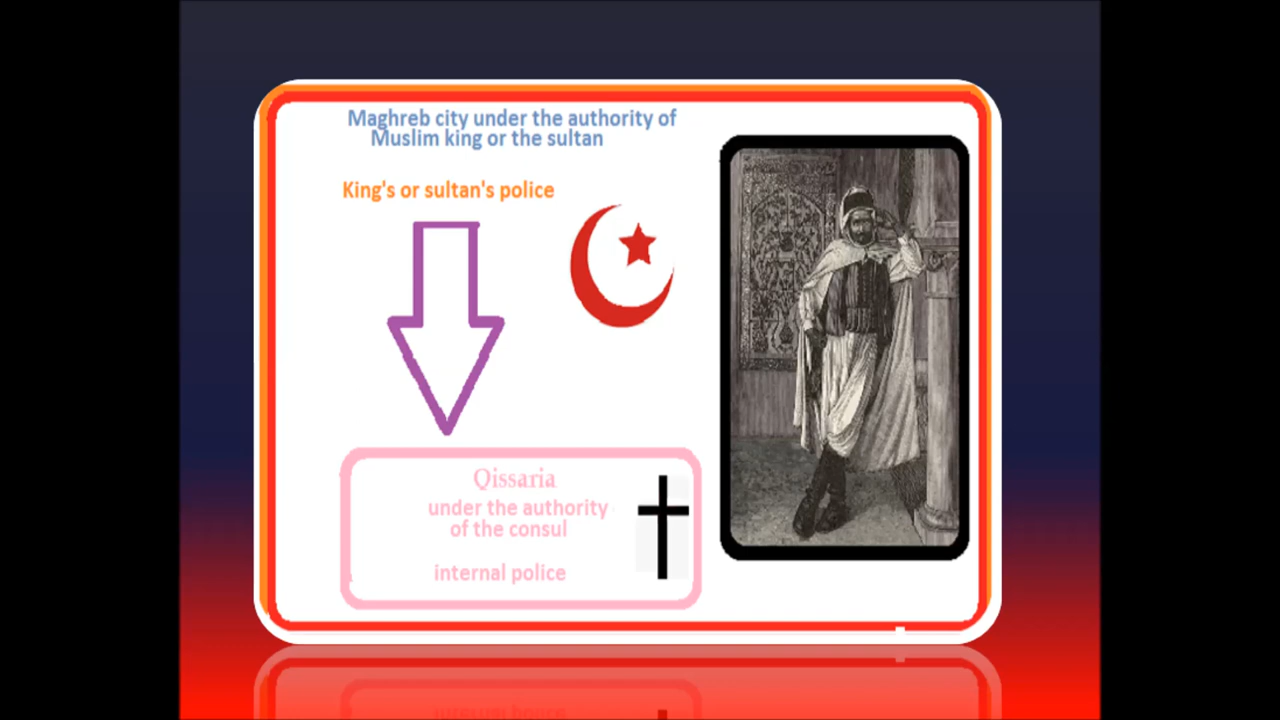 Maghreb city under the authority of
Muslim king or the sultan
King's or sultan's police
Qissaria
under the authority
of the consul
internal police